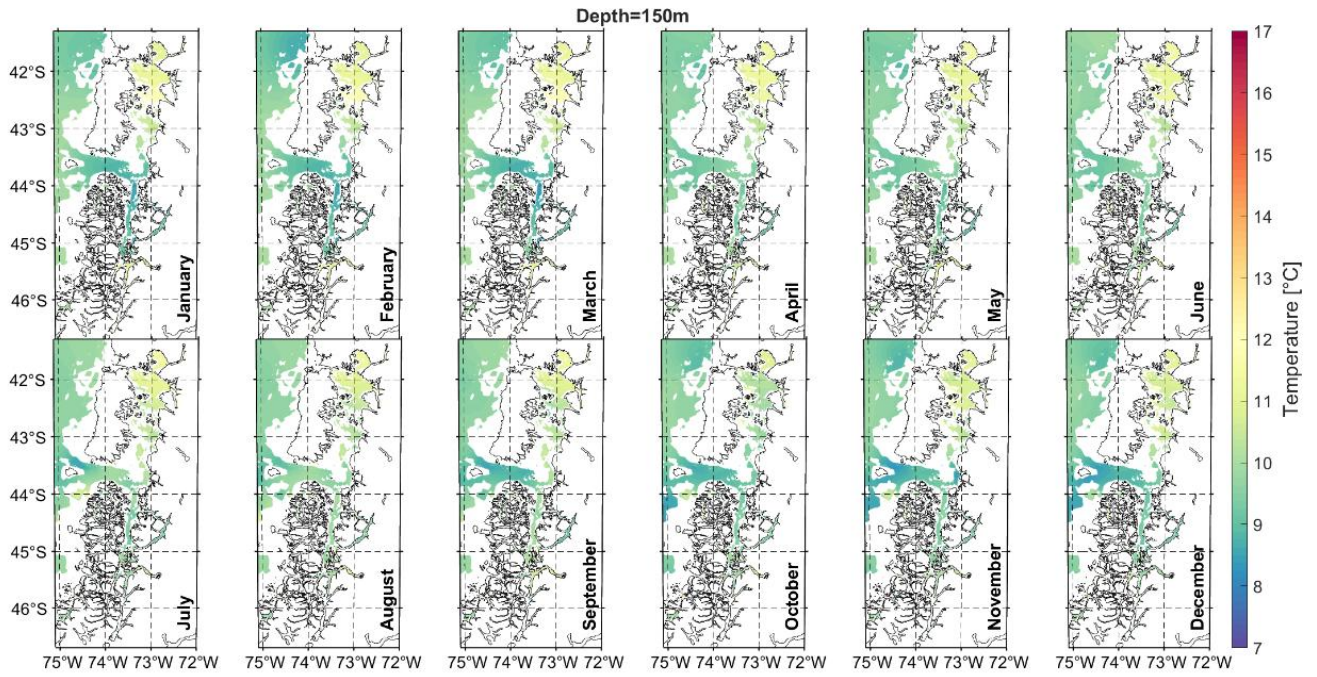 Depth=150m
42°S
43°S
44°S
45°S
46°S
January
February
March
April
May
June
42°S
43°S
44°S
45°S
46°S
July
August
September
October
November
December
75°W 74°W 73°W 72°W
75°W 74°W 73°W 72°W
75°W 74°W 73°W 72°W
75°W 74°W 73°W 72°W
75°W 74°W 73°W 72°W
75°W 74°W 73°W 72°W
17
16
15
14
13
12
11
10
9
8
7
Temperature [°C]